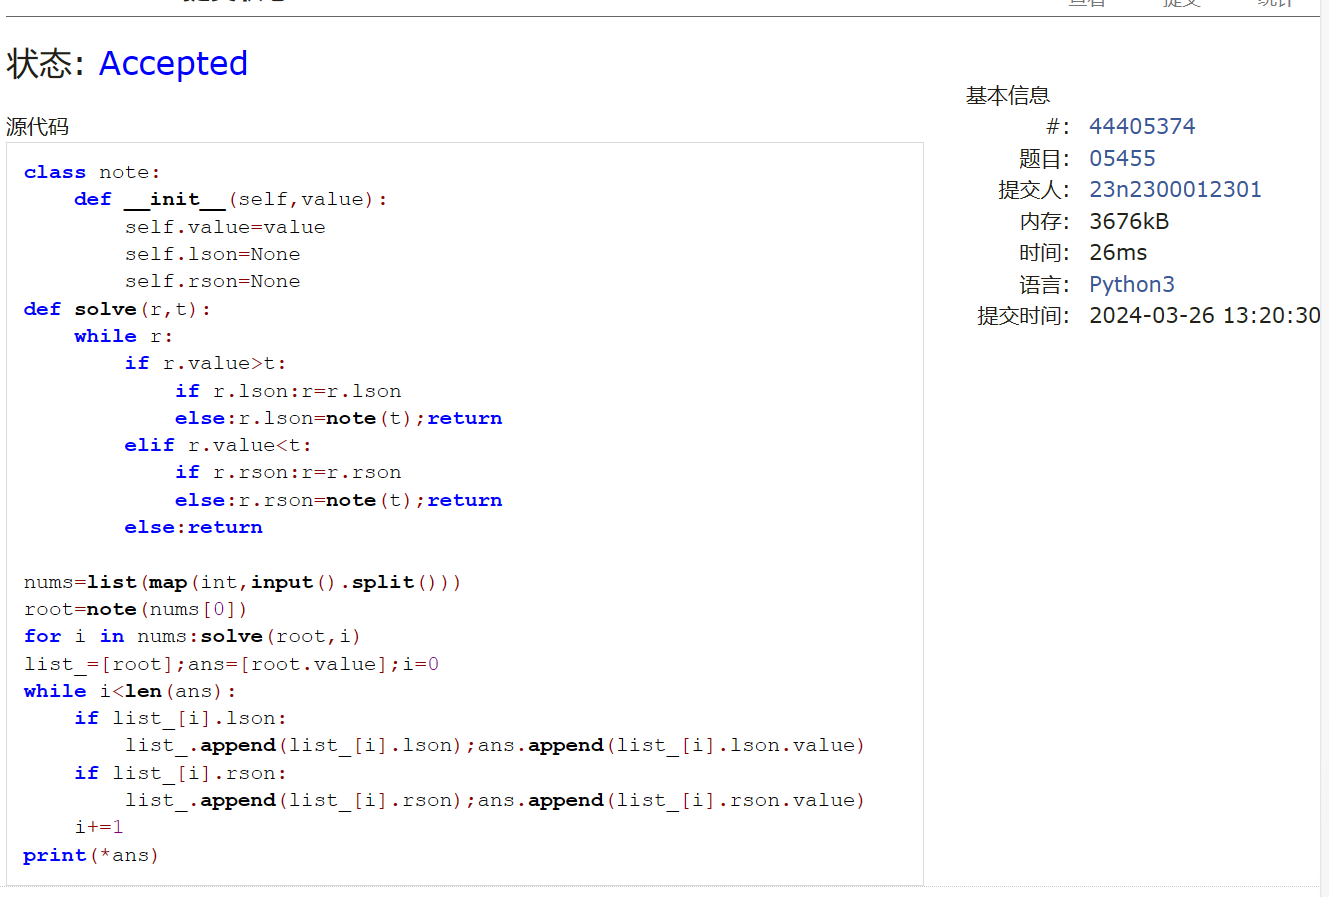 状态: Accepted
源代码
class note:
    def __init__(self,value):
        self.value=value
        self.lson=None
        self.rson=None
def solve(r,t):
    while r:
        if r.value>t:
            if r.lson:r=r.lson
            else:r.lson=note(t);return
        elif r.value<t:
            if r.rson:r=r.rson
            else:r.rson=note(t);return
        else:return

nums=list(map(int,input().split()))
root=note(nums[0])
for i in nums:solve(root,i)
list_=[root];ans=[root.value];i=0
while i<len(ans):
    if list_[i].lson:
        list_.append(list_[i].lson);ans.append(list_[i].lson.value)
    if list_[i].rson:
        list_.append(list_[i].rson);ans.append(list_[i].rson.value)
    i+=1
print(*ans)
基本信息
#: 44405374
题目: 05455
提交人: 23n2300012301
内存: 3676kB
时间: 26ms
语言: Python3
提交时间: 2024-03-26 13:20:30